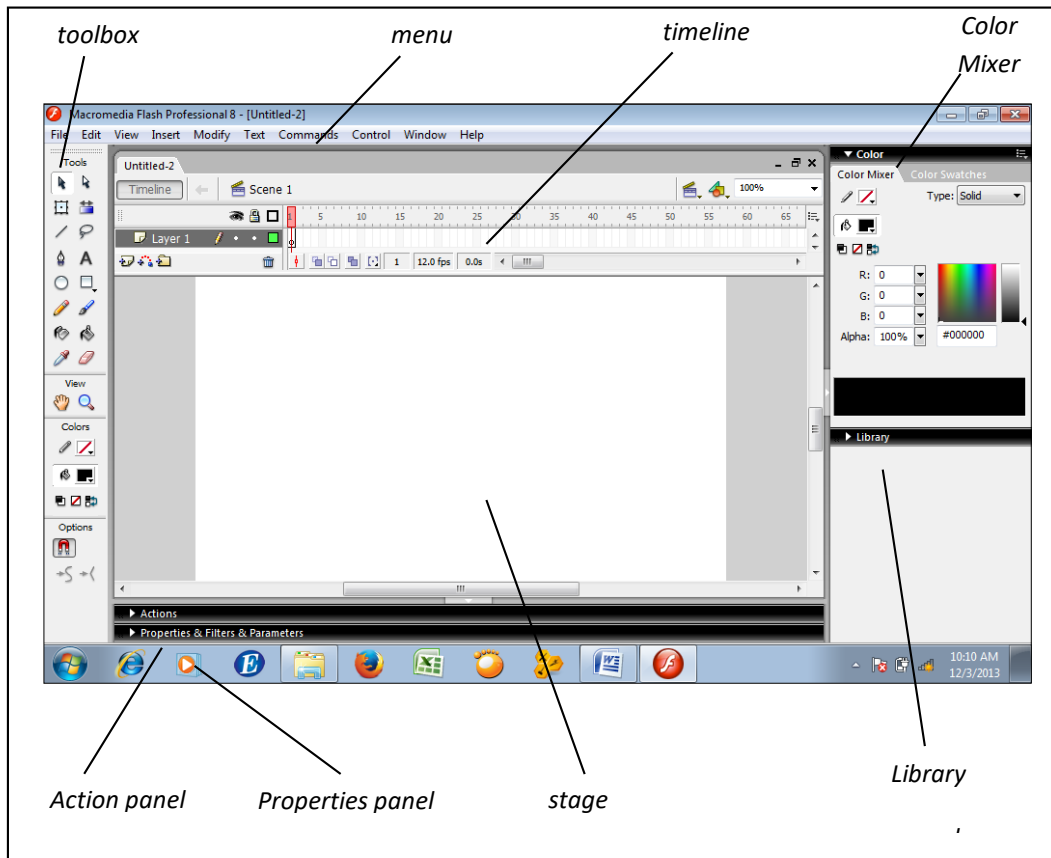 toolbox
menu
timeline
Color
Mixer
Macromedia Flash Professional 8 - [Untitled-2]
File Edit View Insert Modify Text Commands Control Window Help
Tools
Untitled-2
Timeline
Scene 1
100%
1 5 10 15 20 25 30 35 40 45 50 55 60 65
Layer 1
1 12.0 fps 0.0s
View
Colors
Options
Color
Color Mixer Color Swatches
Type: Solid
R: 0
G: 0
B: 0
Alpha: 100% #000000
Library
Actions
Properties & Filters & Parameters
10:10 AM
12/3/2013
Action panel
Properties panel
stage
Library